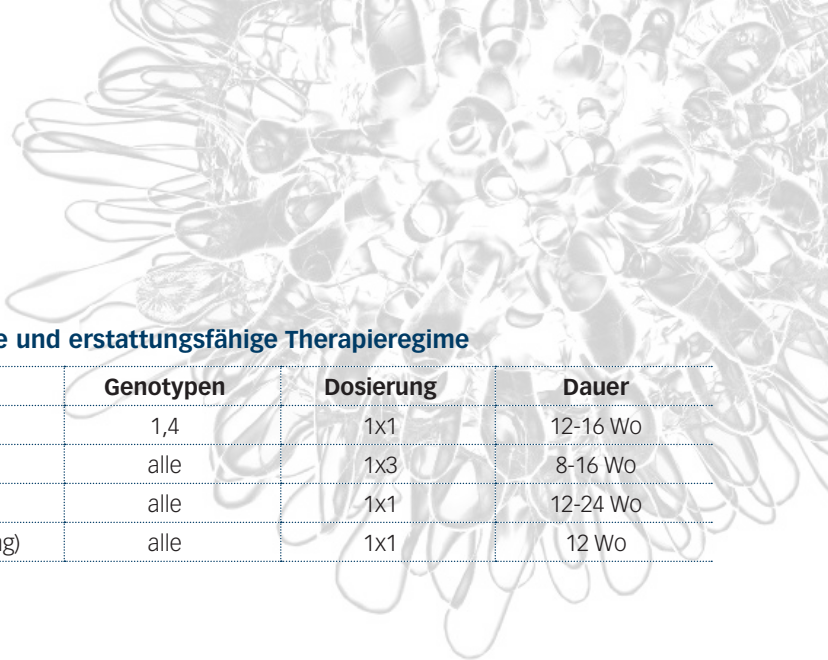 e und erstattungsfähige Therapieregime
Genotypen Dosierung Dauer
1,4 1x1 12-16 Wo
alle 1x3 8-16 Wo
alle 1x1 12-24 Wo
ng) alle 1x1 12 Wo